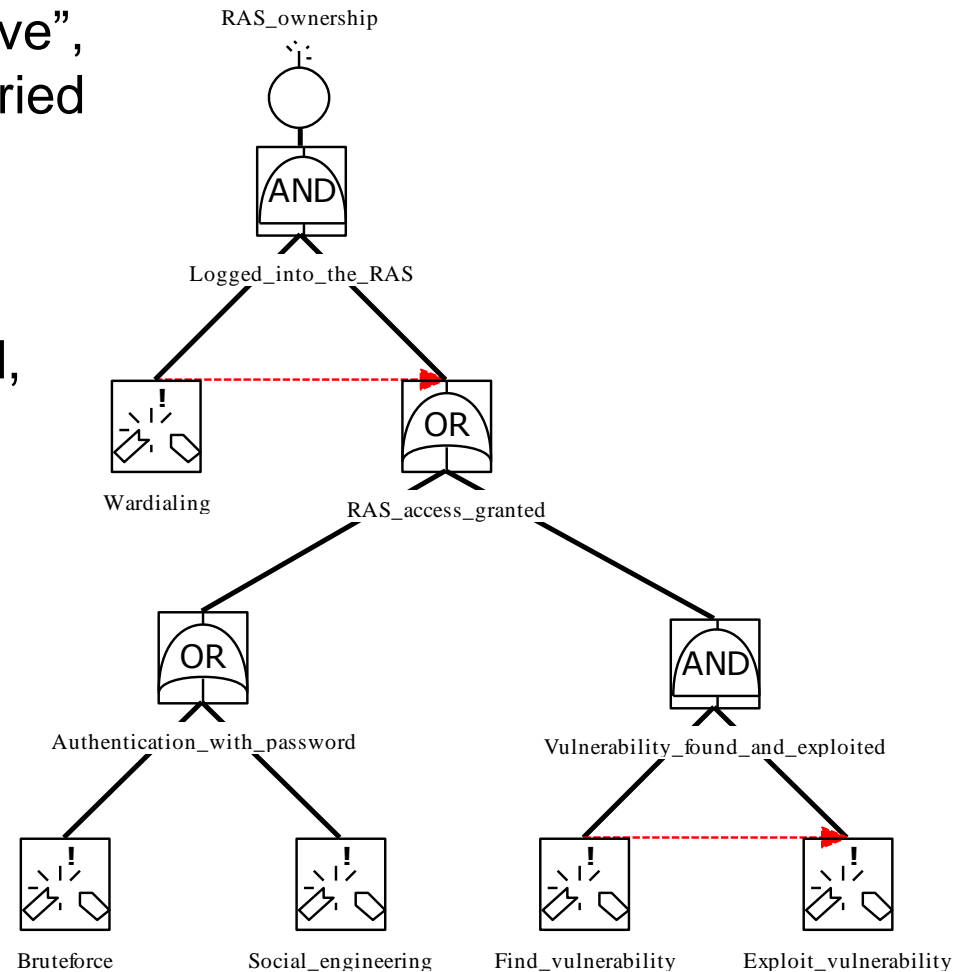 RAS_ownership
ve”,
ried
AND
Logged_into_the_RAS
l,
!
OR
Wardialing
RAS_access_granted
OR
AND
Authentication_with_password
Vulnerability_found_and_exploited
! ! ! !
Bruteforce Social_engineering Find_vulnerability Exploit_vulnerability